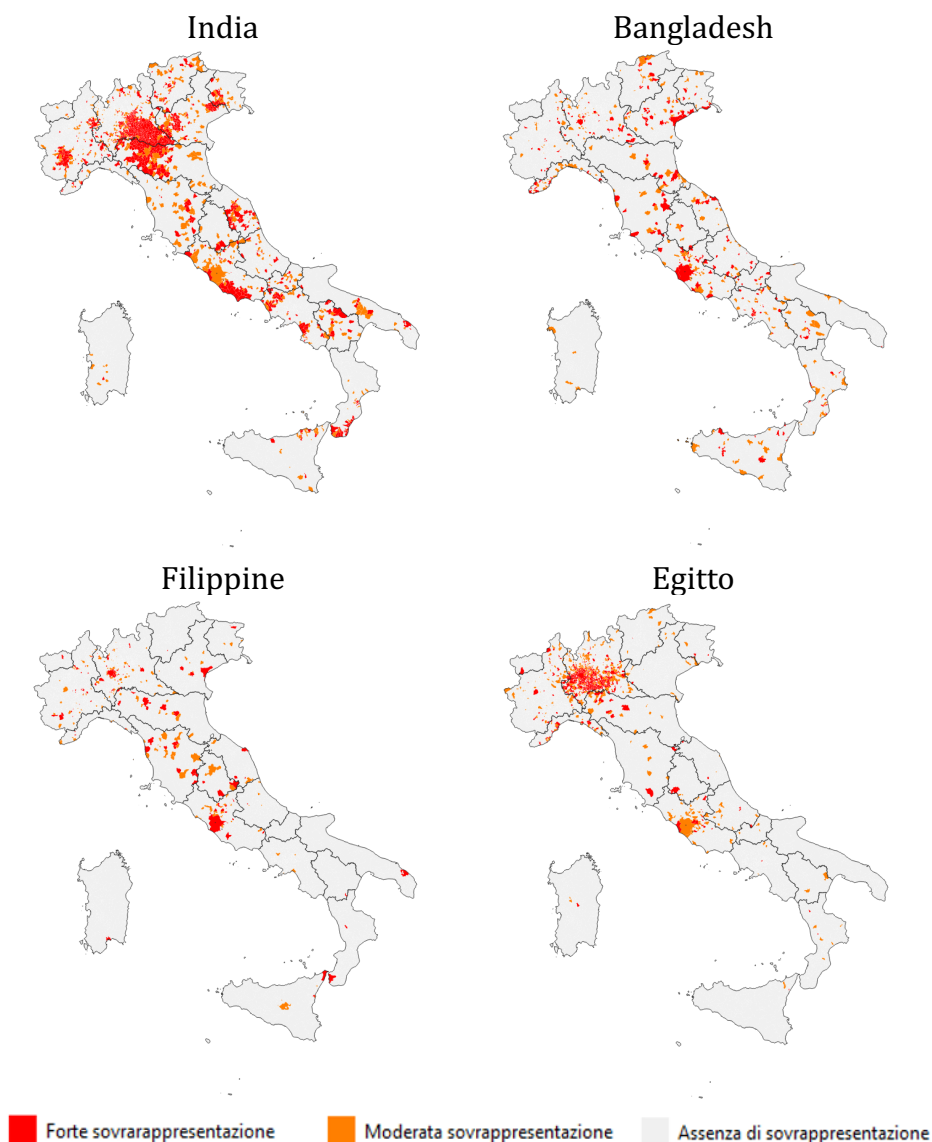 India
Bangladesh
Filippine
Egitto
Forte sovrarappresentazione
Moderata sovrappresentazione
Assenza di sovrappresentazione